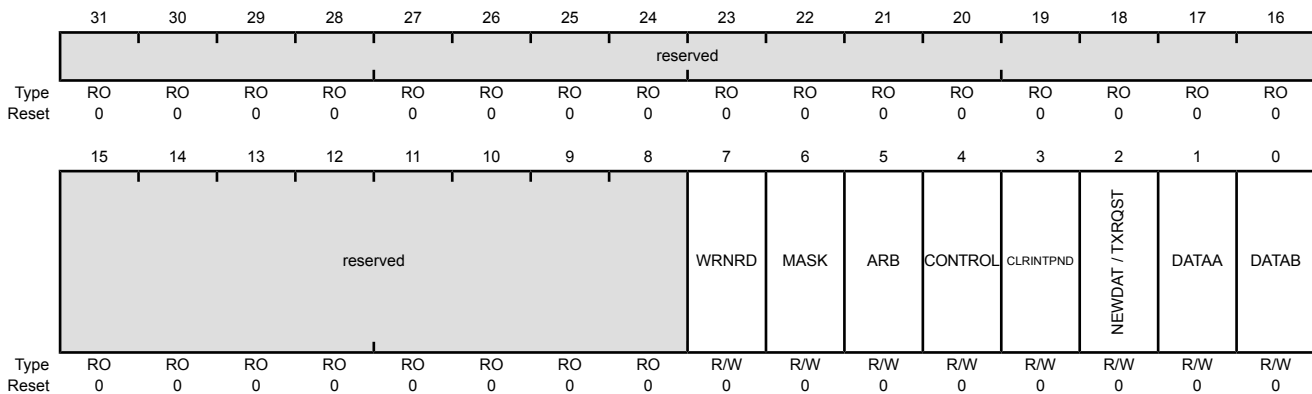 31 30 29 28 27 26 25 24 23 22 21 20 19 18 17 16
reserved
Type RO RO RO RO RO RO RO RO RO RO RO RO RO RO RO RO
Reset 0 0 0 0 0 0 0 0 0 0 0 0 0 0 0 0
15 14 13 12 11 10 9 8 7 6 5 4 3 2 1 0
reserved WRNRD MASK ARB CONTROL CLRINTPND NEWDAT / TXRQST DATAA DATAB
Type RO RO RO RO RO RO RO RO R/W R/W R/W R/W R/W R/W R/W R/W
Reset 0 0 0 0 0 0 0 0 0 0 0 0 0 0 0 0